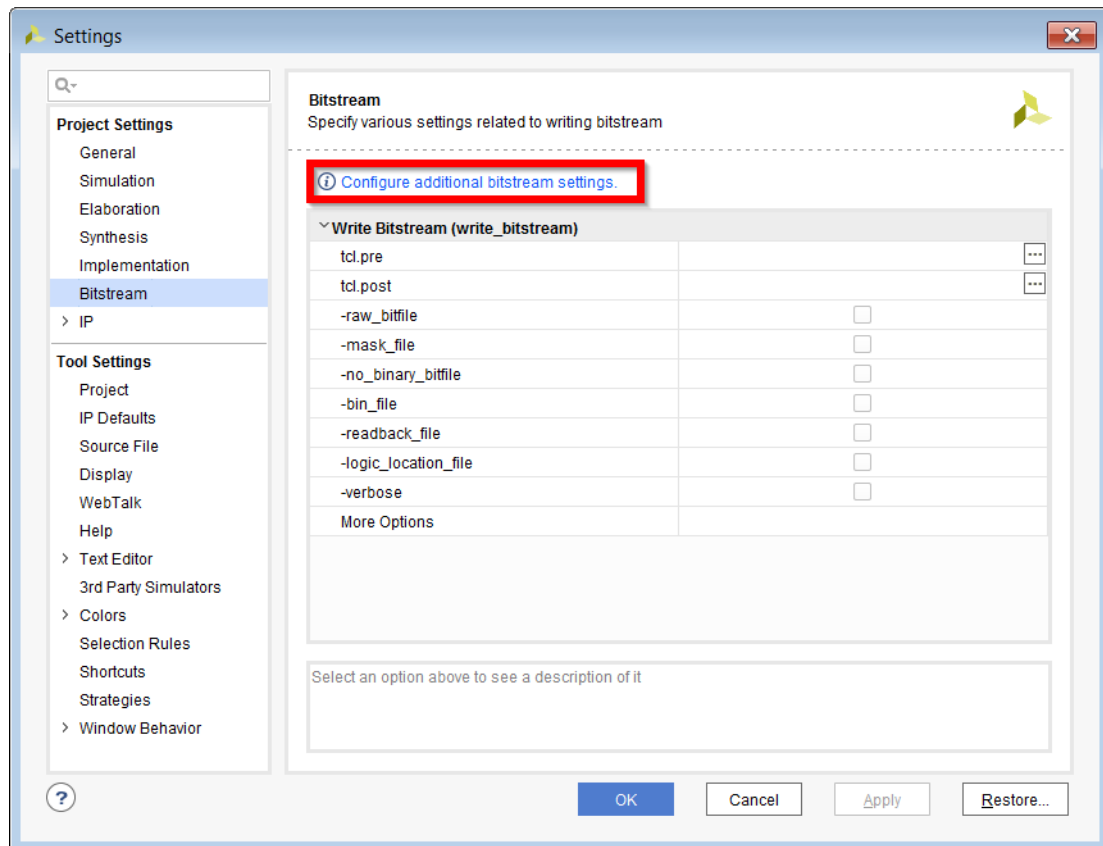 Settings
Project Settings
General
Simulation
Elaboration
Synthesis
Implementation
Bitstream
> IP
Tool Settings
Project
IP Defaults
Source File
Display
WebTalk
Help
> Text Editor
3rd Party Simulators
> Colors
Selection Rules
Shortcuts
Strategies
> Window Behavior
Bitstream
Specify various settings related to writing bitstream
Configure additional bitstream settings.
Write Bitstream (write_bitstream)
tcl.pre
tcl.post
-raw_bitfile
-mask_file
-no_binary_bitfile
-bin_file
-readback_file
-logic_location_file
-verbose
More Options
Select an option above to see a description of it
? OK Cancel Apply Restore...